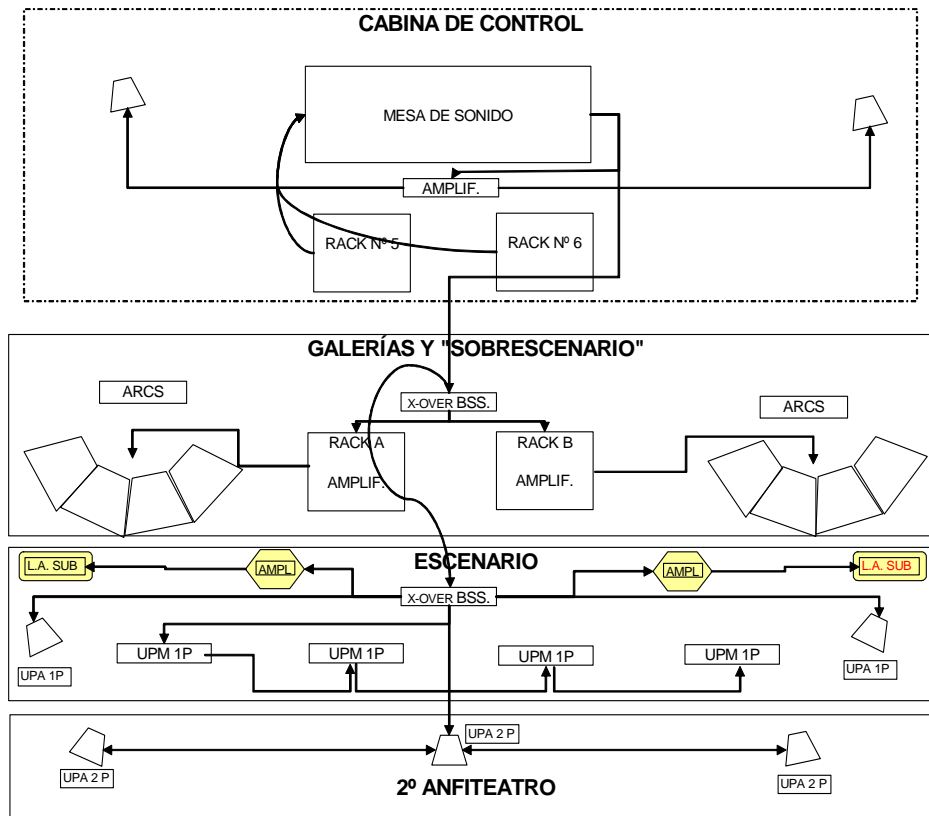 CABINA DE CONTROL
MESA DE SONIDO
AMPLIF.
RACK Nº 5
RACK Nº 6
GALERÍAS Y "SOBRESCENARIO"
ARCS
X-OVER BSS.
ARCS
RACK A
AMPLIF.
RACK B
AMPLIF.
ESCENARIO
L.A. SUB
AMPL
AMPL
L.A. SUB
X-OVER BSS.
UPM 1P
UPM 1P
UPM 1P
UPM 1P
UPA 1P
UPA 1P
UPA 2 P
UPA 2 P
UPA 2 P
2º ANFITEATRO